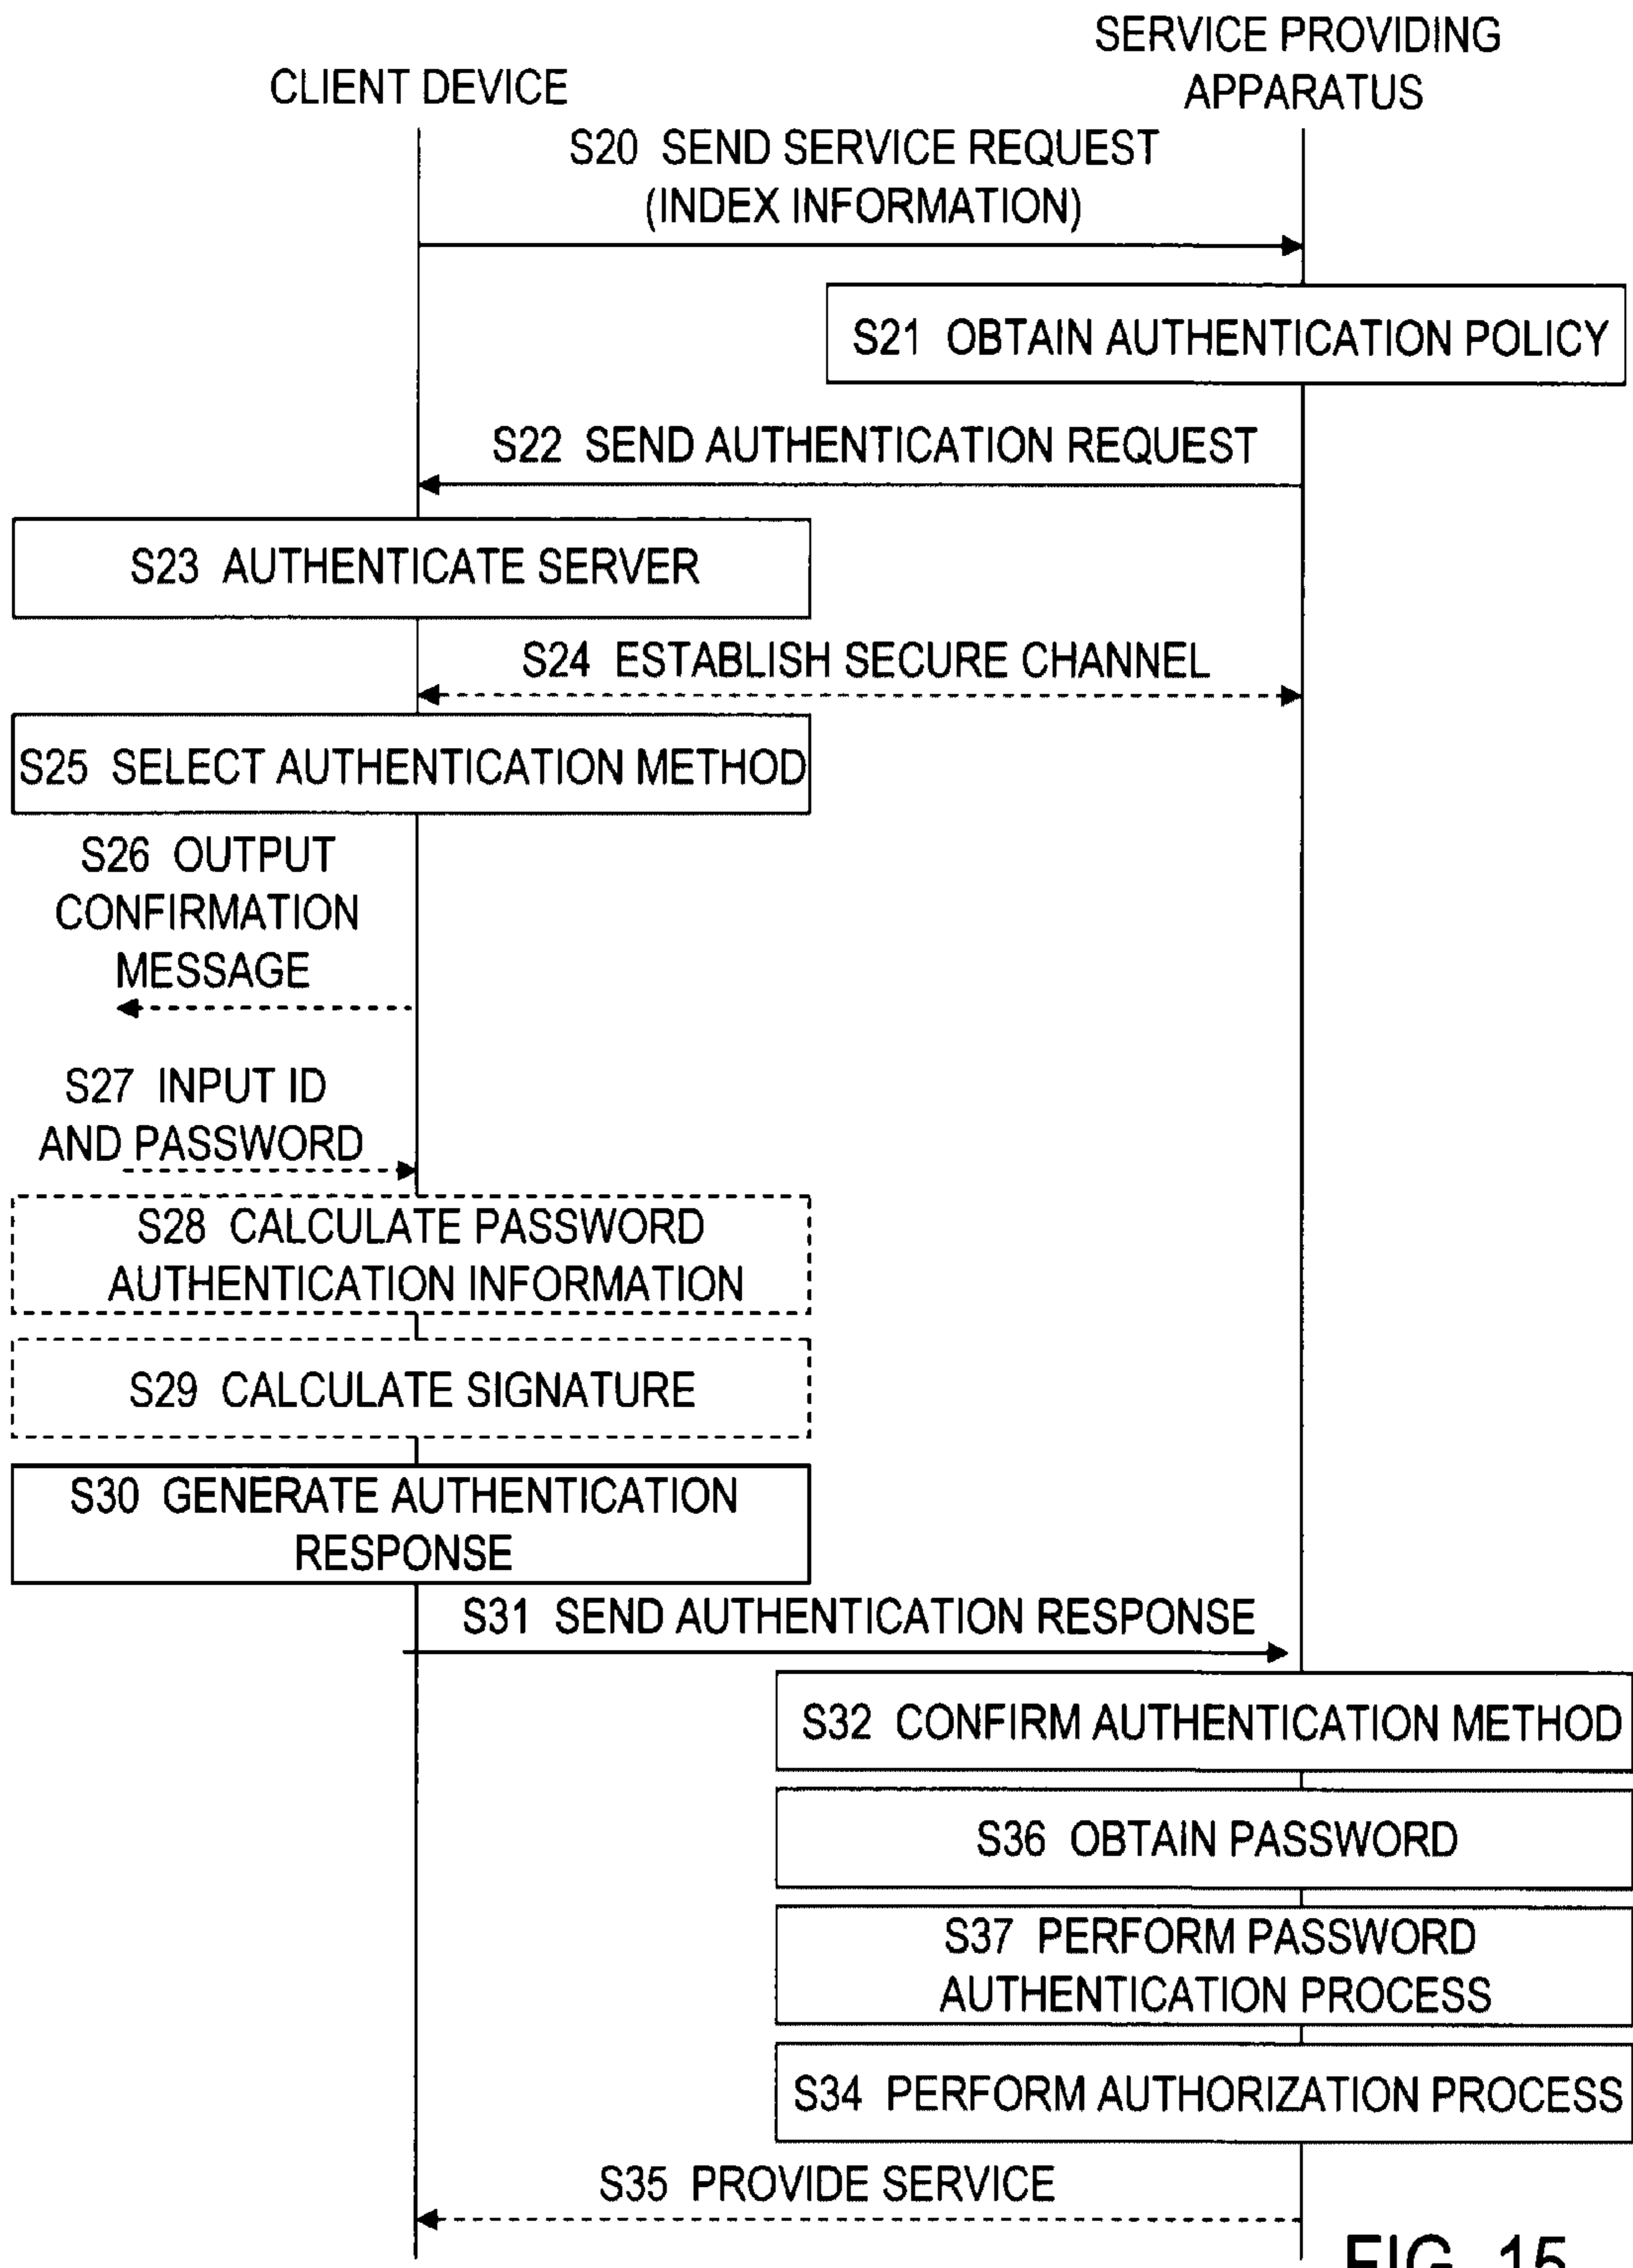 SERVICE PROVIDING
APPARATUS
CLIENT DEVICE
S20 SEND SERVICE REQUEST
(INDEX INFORMATION)
S21 OBTAIN AUTHENTICATION POLICY
S22 SEND AUTHENTICATION REQUEST
S23 AUTHENTICATE SERVER
S24 ESTABLISH SECURE CHANNEL
S25 SELECT AUTHENTICATION METHOD
S26 OUTPUT
CONFIRMATION
MESSAGE
S27 INPUT ID
AND PASSWORD
S28 CALCULATE PASSWORD
AUTHENTICATION INFORMATION
S29 CALCULATE SIGNATURE
S30 GENERATE AUTHENTICATION
RESPONSE
S31 SEND AUTHENTICATION RESPONSE
S32 CONFIRM AUTHENTICATION METHOD
S36 OBTAIN PASSWORD
S37 PERFORM PASSWORD
AUTHENTICATION PROCESS
S34 PERFORM AUTHORIZATION PROCESS
S35 PROVIDE SERVICE
FIG. 15